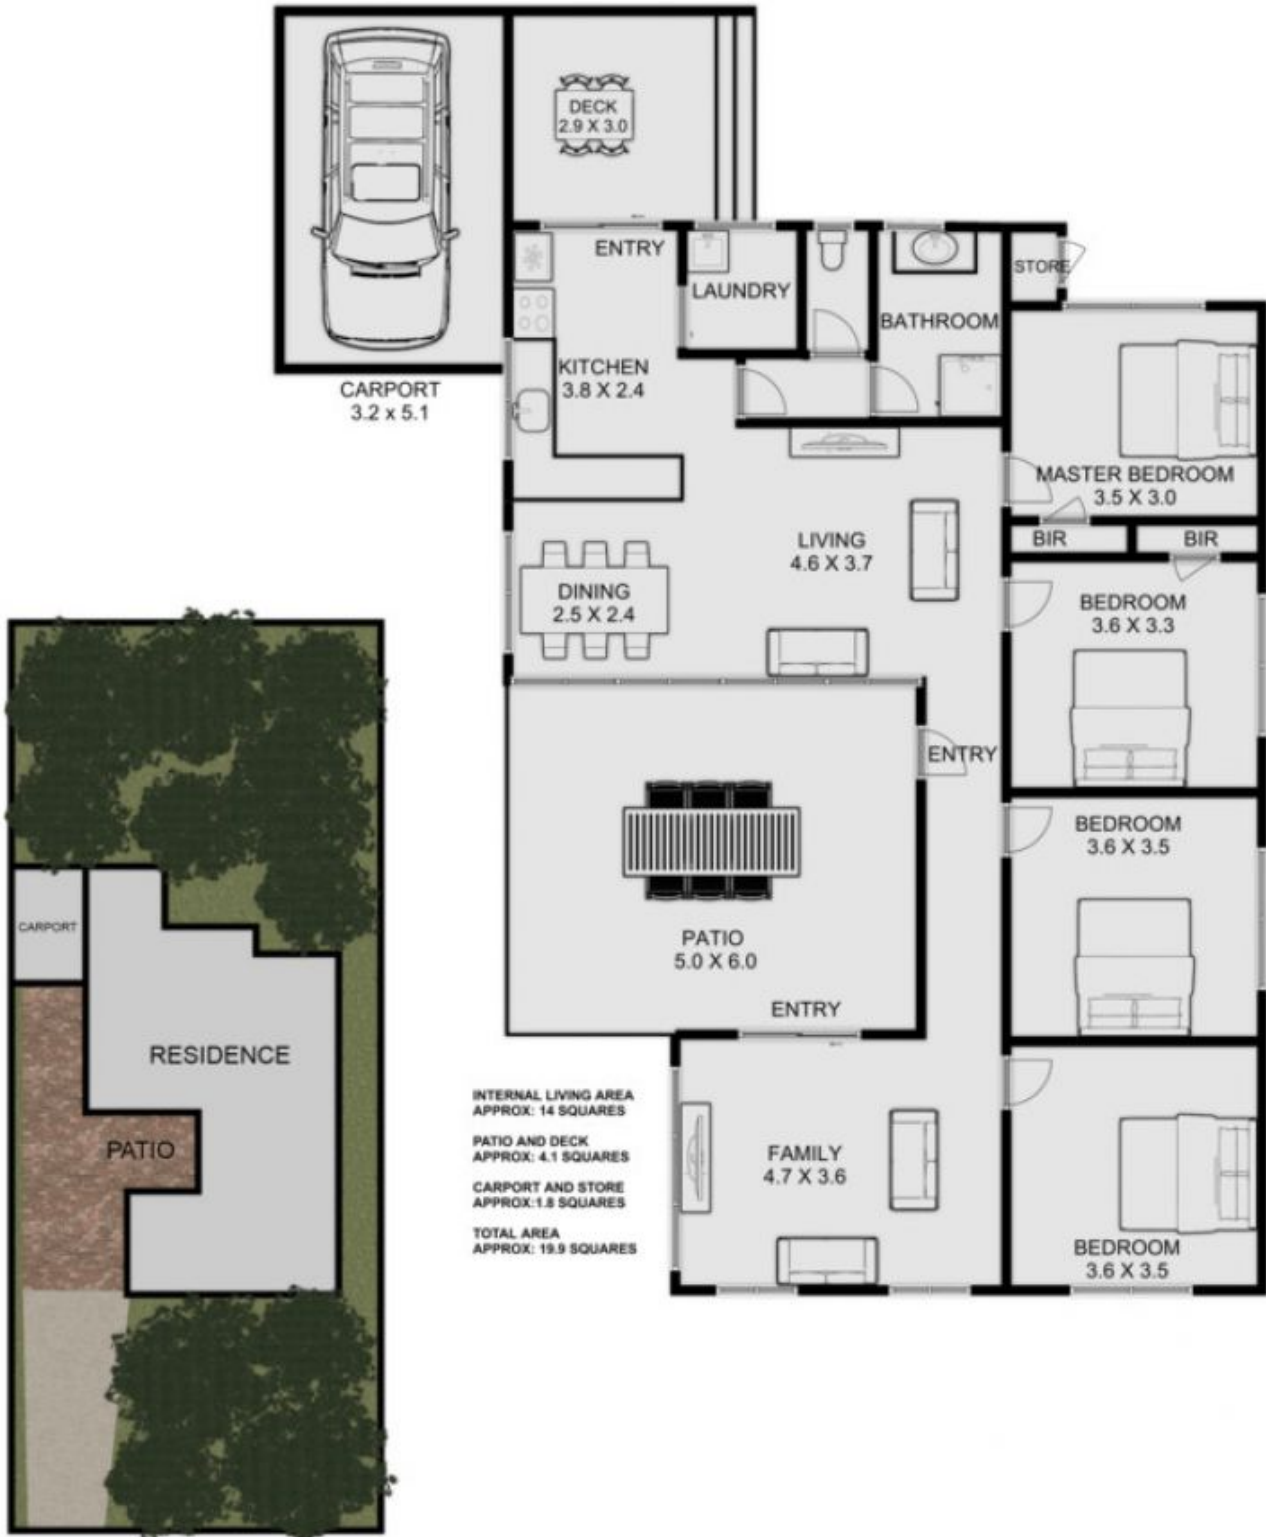 DECK
2.9 X 3.0
ENTRY
LAUNDRY
STORE
BATHROOM
KITCHEN
3.8 X 2.4
CARPORT
3.2 x 5.1
MASTER BEDROOM
3.5 X 3.0
BIR
BIR
LIVING
4.6 X 3.7
DINING
2.5 X 2.4
BEDROOM
3.6 X 3.3
ENTRY
BEDROOM
3.6 X 3.5
PATIO
5.0 X 6.0
ENTRY
FAMILY
4.7 X 3.6
BEDROOM
3.6 X 3.5
INTERNAL LIVING AREA
APPROX: 14 SQUARES
PATIO AND DECK
APPROX: 4.1 SQUARES
CARPORT AND STORE
APPROX:1.8 SQUARES
TOTAL AREA
APPROX: 19.9 SQUARES
CARPORT
RESIDENCE
PATIO